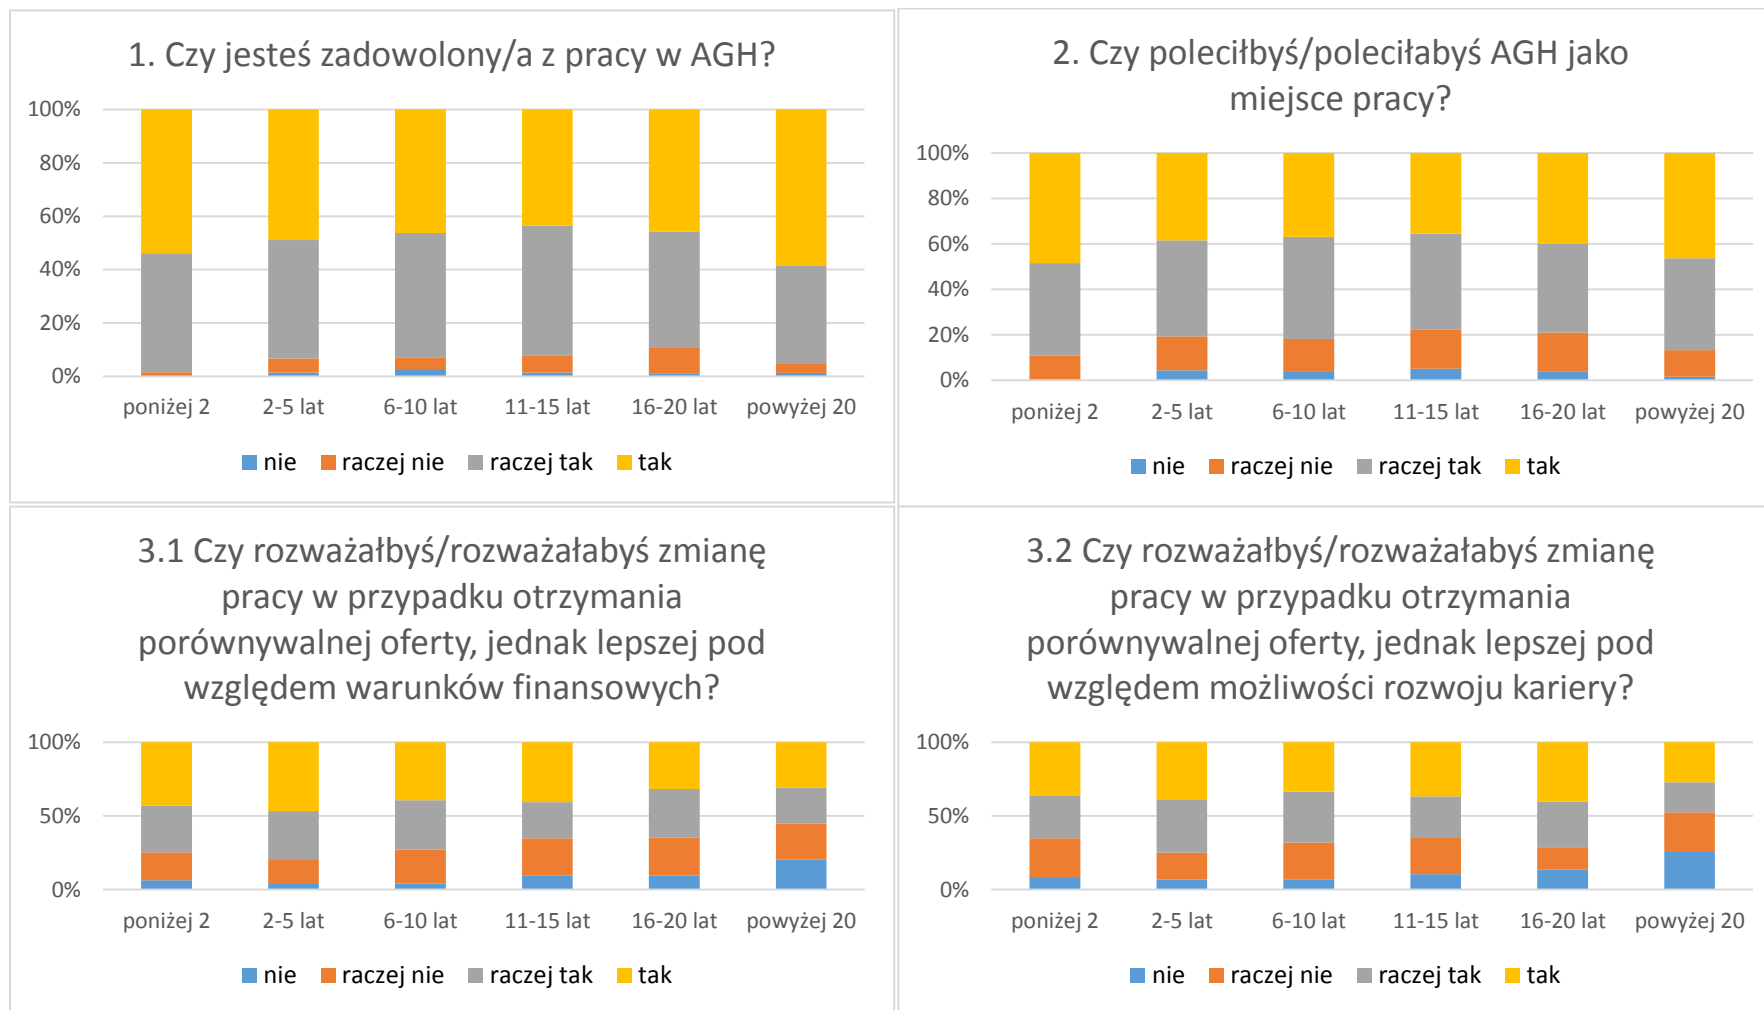 1. Czy jesteś zadowolony/a z pracy w AGH?
100%
80%
60%
40%
20%
0%
poniżej 2
2-5 lat
6-10 lat
11-15 lat
16-20 lat
powyżej 20
nie
raczej nie
raczej tak
tak
2. Czy poleciłbyś/poleciłabyś AGH jako
miejsce pracy?
100%
80%
60%
40%
20%
0%
poniżej 2
2-5 lat
6-10 lat
11-15 lat
16-20 lat
powyżej 20
nie
raczej nie
raczej tak
tak
3.1 Czy rozważałbyś/rozważałabyś zmianę
pracy w przypadku otrzymania
porównywalnej oferty, jednak lepszej pod
względem warunków finansowych?
100%
50%
0%
poniżej 2
2-5 lat
6-10 lat
11-15 lat
16-20 lat
powyżej 20
nie
raczej nie
raczej tak
tak
3.2 Czy rozważałbyś/rozważałabyś zmianę
pracy w przypadku otrzymania
porównywalnej oferty, jednak lepszej pod
względem możliwości rozwoju kariery?
100%
50%
0%
poniżej 2
2-5 lat
6-10 lat
11-15 lat
16-20 lat
powyżej 20
nie
raczej nie
raczej tak
tak